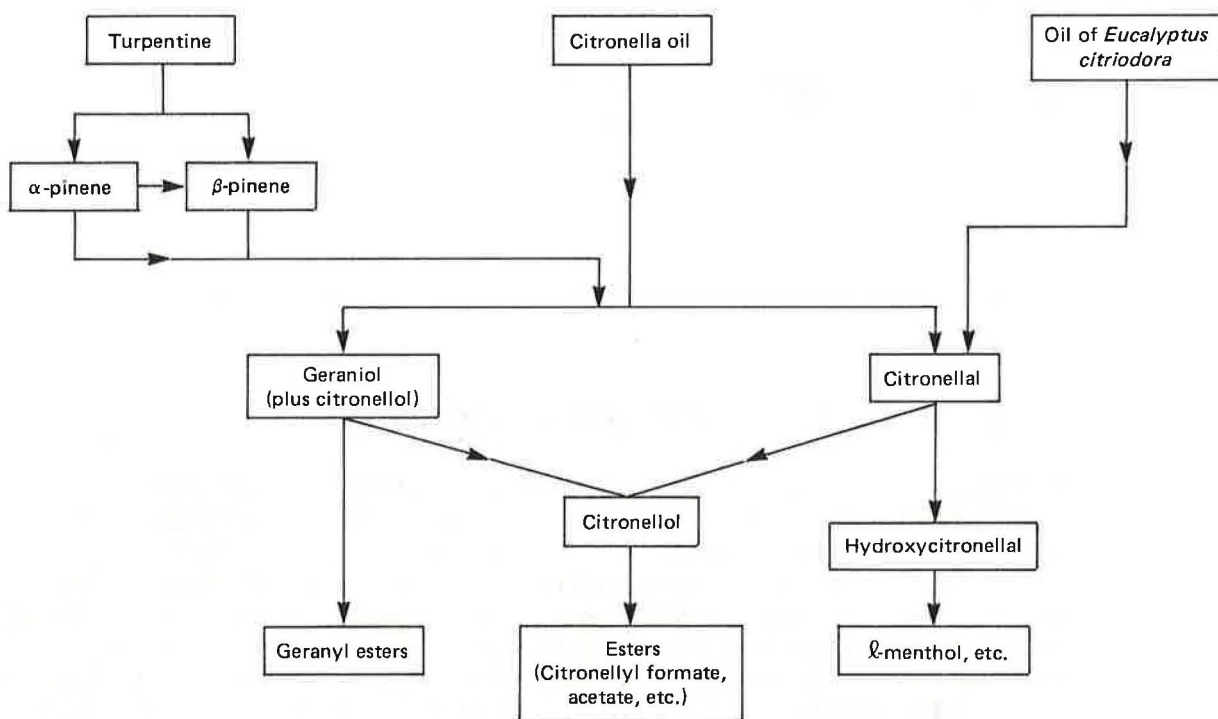 Turpentine
Citronella oil
Oil of Eucalyptus
citriodora
α-pinene
β-pinene
Geraniol
(plus citronellol)
Citronellal
Citronellol
Hydroxycitronellal
Geranyl esters
Esters
(Citronellyl formate,
acetate, etc.)
ℓ-menthol, etc.